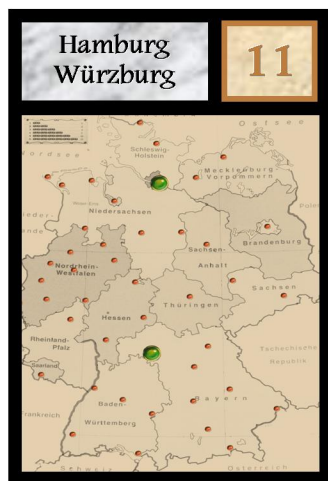 Hamburg
Würzburg
11
Ostsee
Nordsee
Schleswig-
Holstein
Mecklenburg
Vorpommern
Niedersachsen
Brandenburg
Sachsen-
Anhalt
Nordrhein-
Westfalen
Sachsen
Thüringen
Hessen
Rheinland-
Pfalz
Tschechische
Republik
Saarland
Bayern
Baden-
Württemberg
Schweiz
Österreich